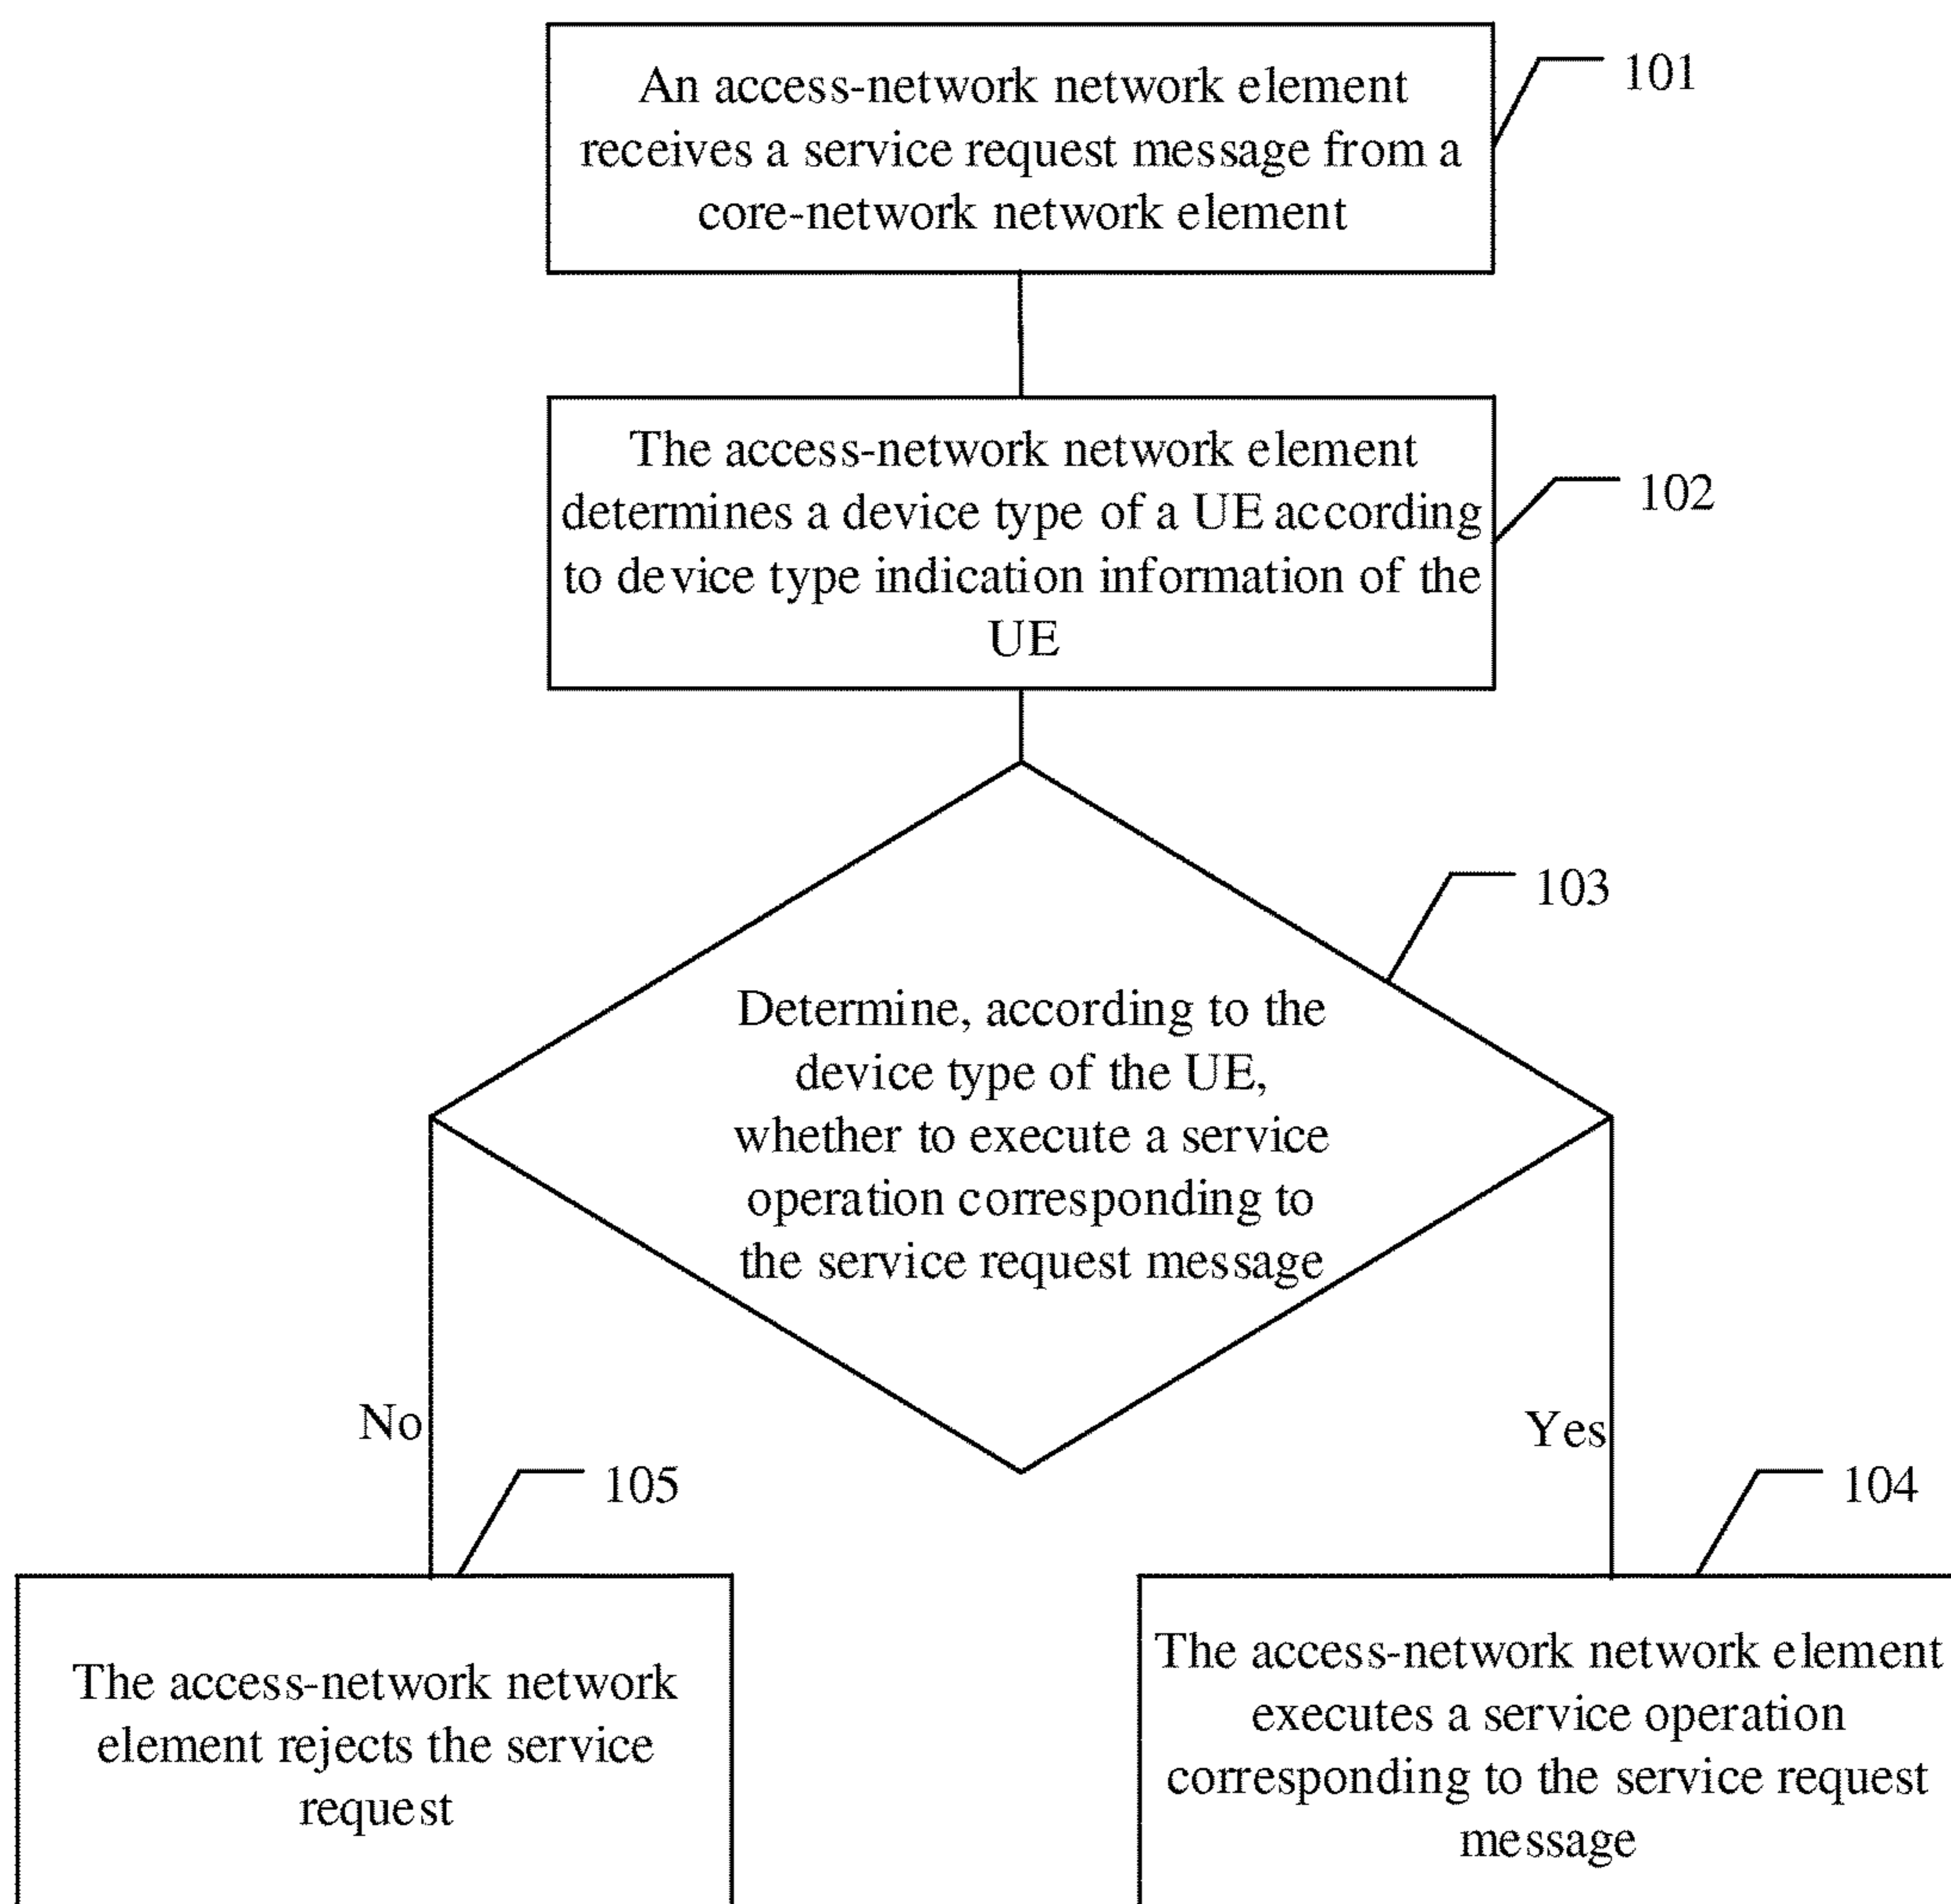 An access-network network element
receives a service request message from a
core-network network element
101
The access-network network element
determines a device type of a UE according
to device type indication information of the
UE
102
103
Determine, according to the
device type of the UE,
whether to execute a service
operation corresponding to
the service request message
No
Yes
105
104
The access-network network
element rejects the service
request
The access-network network element
executes a service operation
corresponding to the service request
message